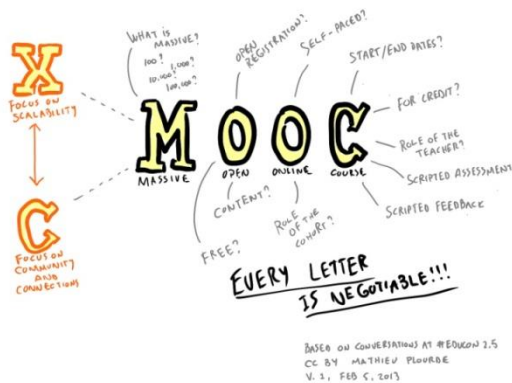 WHAT IS
MASSIVE?
100? 1,000?
10,000?
100,000?
OPEN
REGISTRATION?
SELF-PACED?
START/END DATES?
X
FOCUS ON
SCALABILITY
FOR CREDIT?
MOOC
MASSIVE OPEN ONLINE COURSE
ROLE OF THE
TEACHER?
SCRIPTED ASSESSMENT
SCRIPTED FEEDBACK
CONTENT?
FREE?
ROLE
OF THE
COHORT?
C
FOCUS ON
COMMUNITY
AND
CONNECTIONS
EVERY LETTER
IS NEGOTIABLE!!!
BASED ON CONVERSATIONS AT #EDUCON 2.5
CC BY MATHIEU PLOURDE
V. 2, FEB 5, 2013